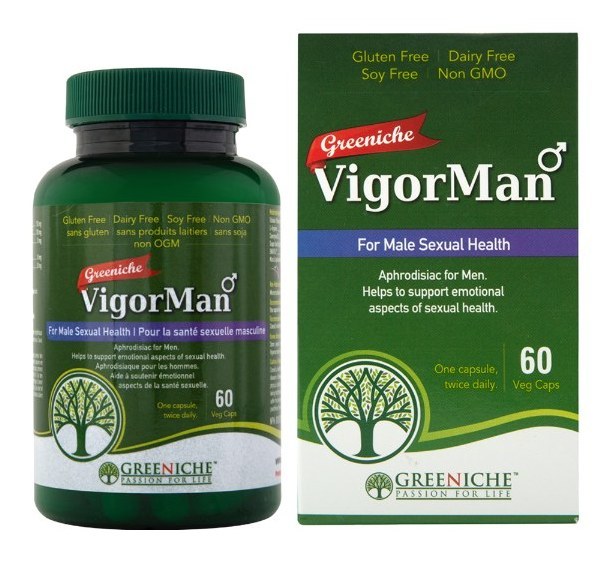 Gluten Free | Dairy Free | Soy Free | Non GMO
sans gluten | sans produits laitiers | sans soja
non OGM
Greeniche
VigorMan♂
For Male Sexual Health | Pour la santé sexuelle masculine
Aphrodisiac for Men.
Helps to support emotional aspects of sexual health.
Aphrodisiaque pour les hommes.
Aide à soutenir émotionnel
aspects de la santé sexuelle.
One capsule,
twice daily.
60
Veg Caps
GREENICHE™
PASSION FOR LIFE
Gluten Free | Dairy Free
Soy Free | Non GMO
Greeniche
VigorMan♂
For Male Sexual Health
Aphrodisiac for Men.
Helps to support emotional
aspects of sexual health.
One capsule,
twice daily.
60
Veg Caps
GREENICHE™
PASSION FOR LIFE